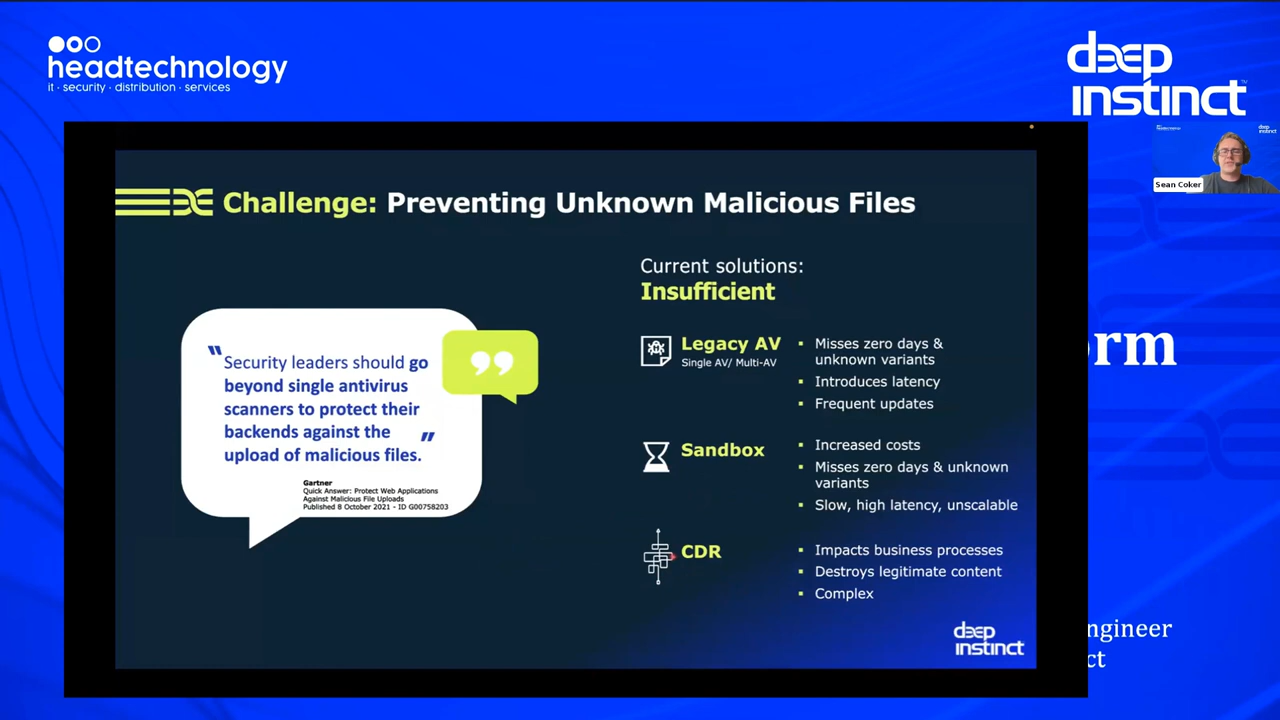 headtechnology
it · security · distribution · services
deep
instinct
Sean Coker
Challenge: Preventing Unknown Malicious Files
"Security leaders should go
beyond single antivirus
scanners to protect their
backends against the "
upload of malicious files.
Gartner
Quick Answer: Protect Web Applications
Against Malicious File Uploads
Published 8 October 2021 - ID G00758203
Current solutions:
Insufficient
Legacy AV
Single AV/ Multi-AV
▪ Misses zero days &
unknown variants
▪ Introduces latency
▪ Frequent updates
Sandbox
▪ Increased costs
▪ Misses zero days & unknown
variants
▪ Slow, high latency, unscalable
CDR
▪ Impacts business processes
▪ Destroys legitimate content
▪ Complex
deep
instinct
orm
ngineer
ct